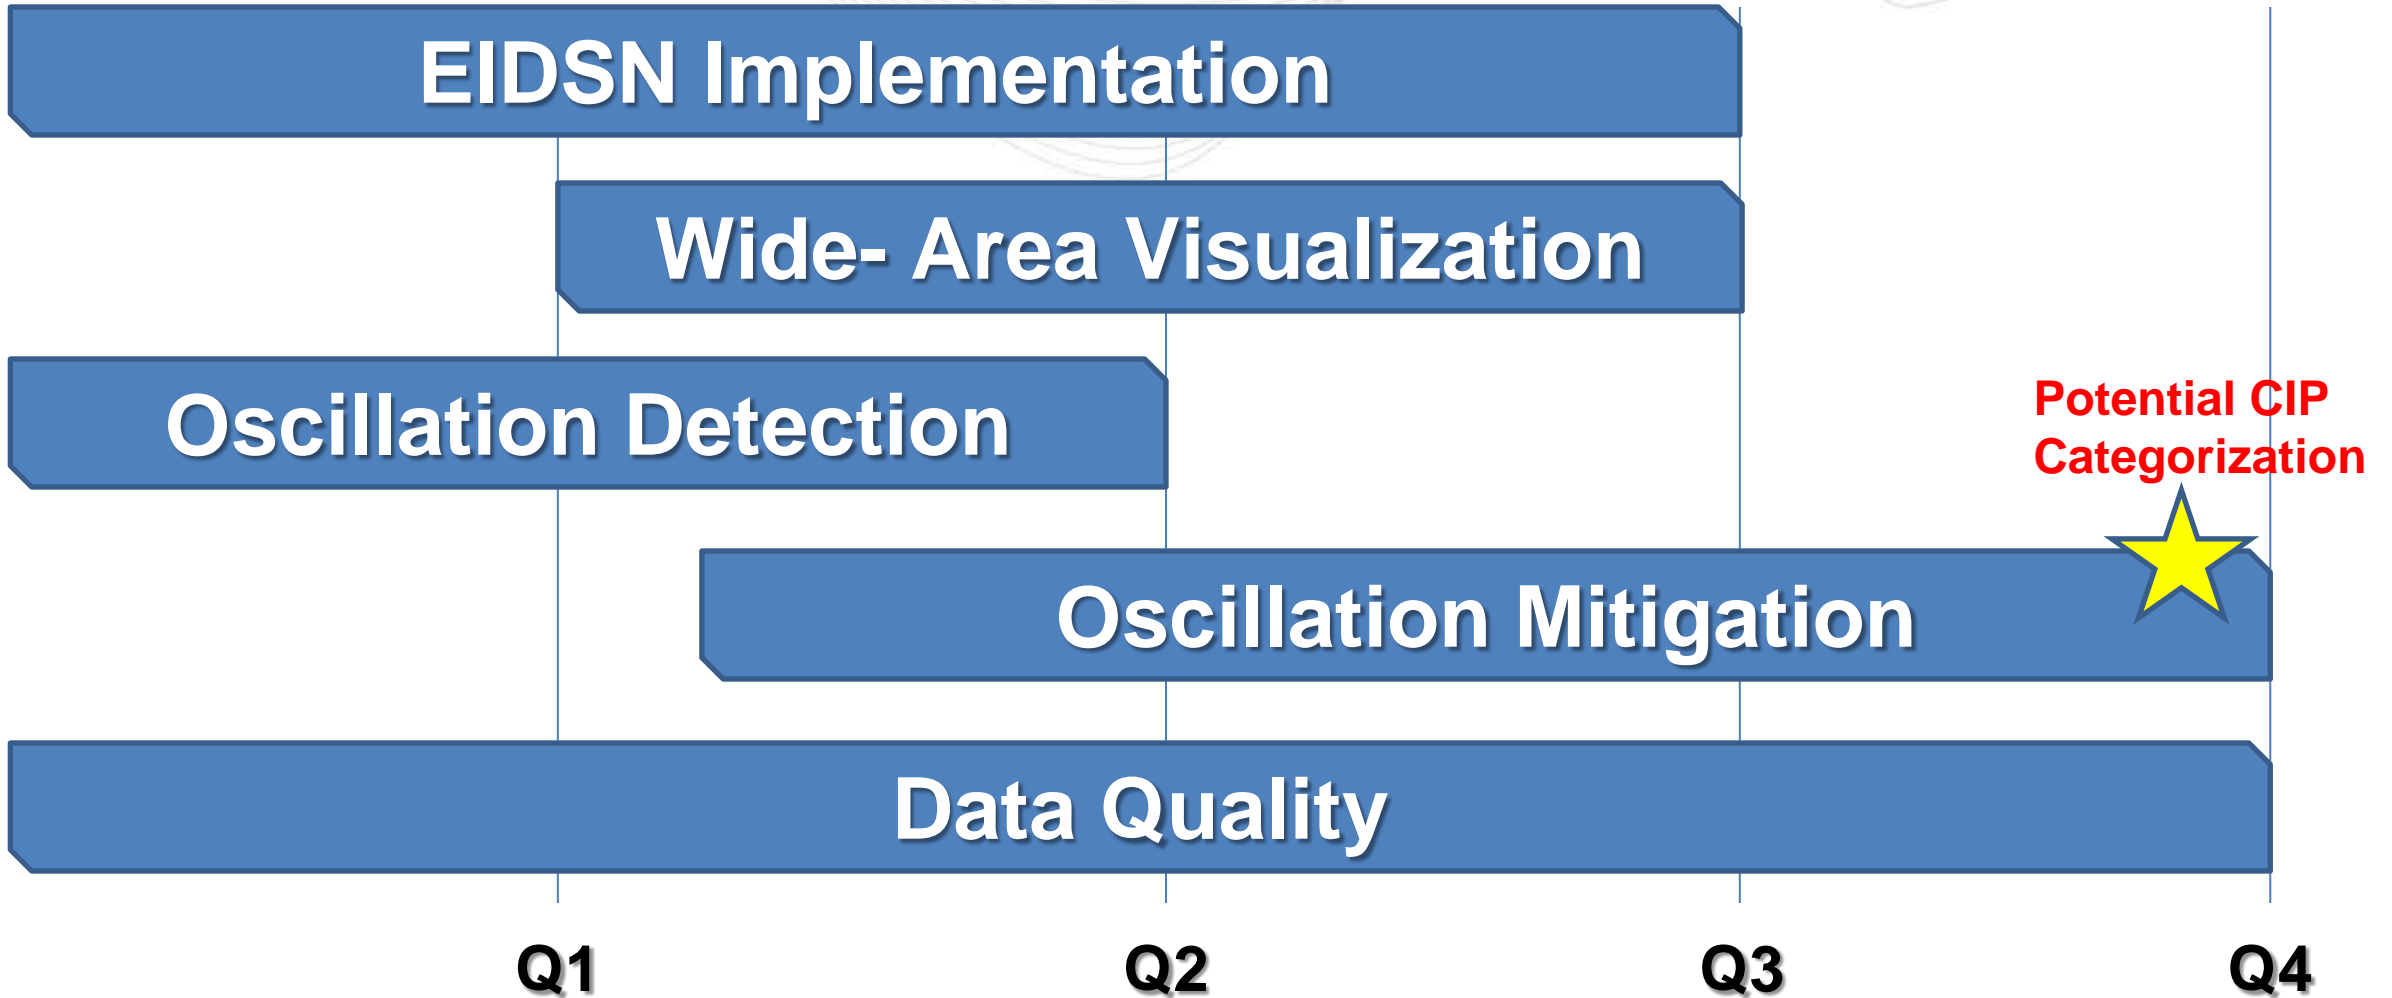 EIDSN Implementation
Wide- Area Visualization
Oscillation Detection
Potential CIP
Categorization
Oscillation Mitigation
Data Quality
Q1 Q2 Q3 Q4